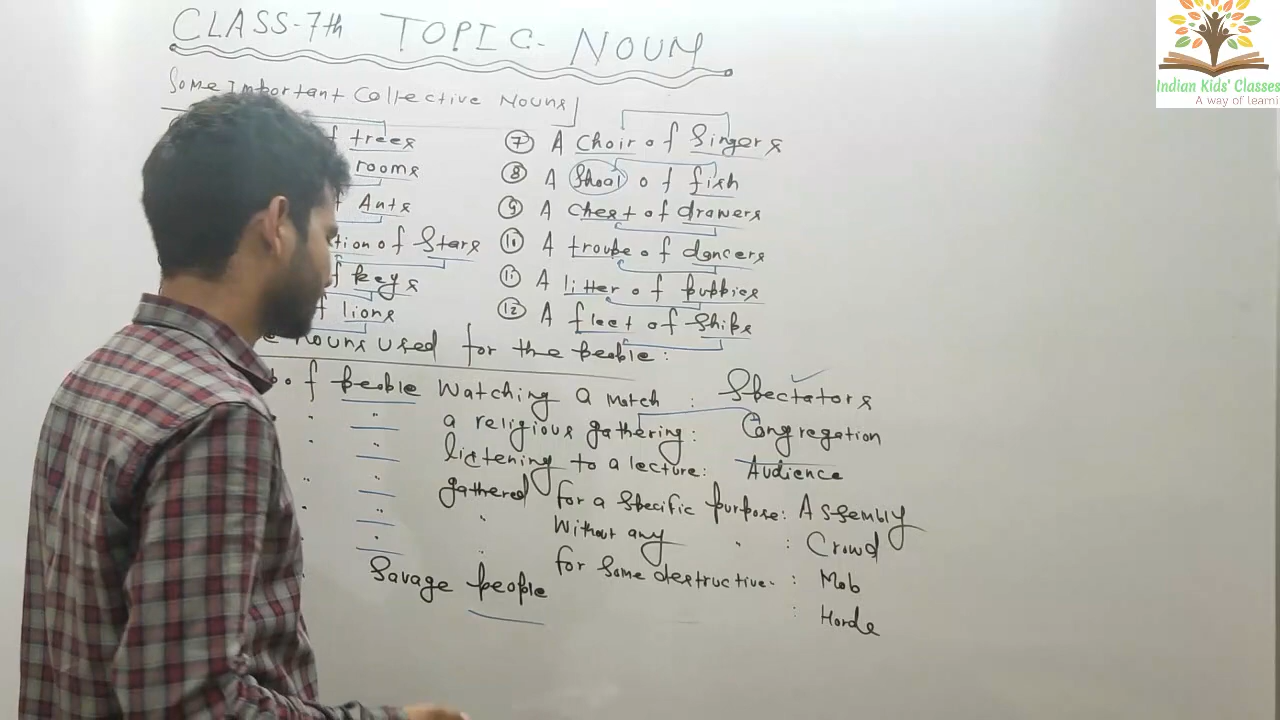 CLASS-7th TOPIC- NOUN
Some Important Collective Nouns
trees
rooms
Ants
tion of Stars
f keys
f lions
⑦ A Choir of Singers
⑧ A Shoal of fish
⑨ A Chest of drawers
⑩ A troupe of dancers
⑪ A litter of puppies
⑫ A fleet of Ships
Nouns used for the people:
of people Watching a match : Spectators
" " a religious gathering: Congregation
" " listening to a lecture: Audience
" " gathered for a specific purpose: Assembly
" " " Without any " : Crowd
" " " for some destructive. : Mob
" Savage people : Horde
Indian Kids' Classes
A way of learni